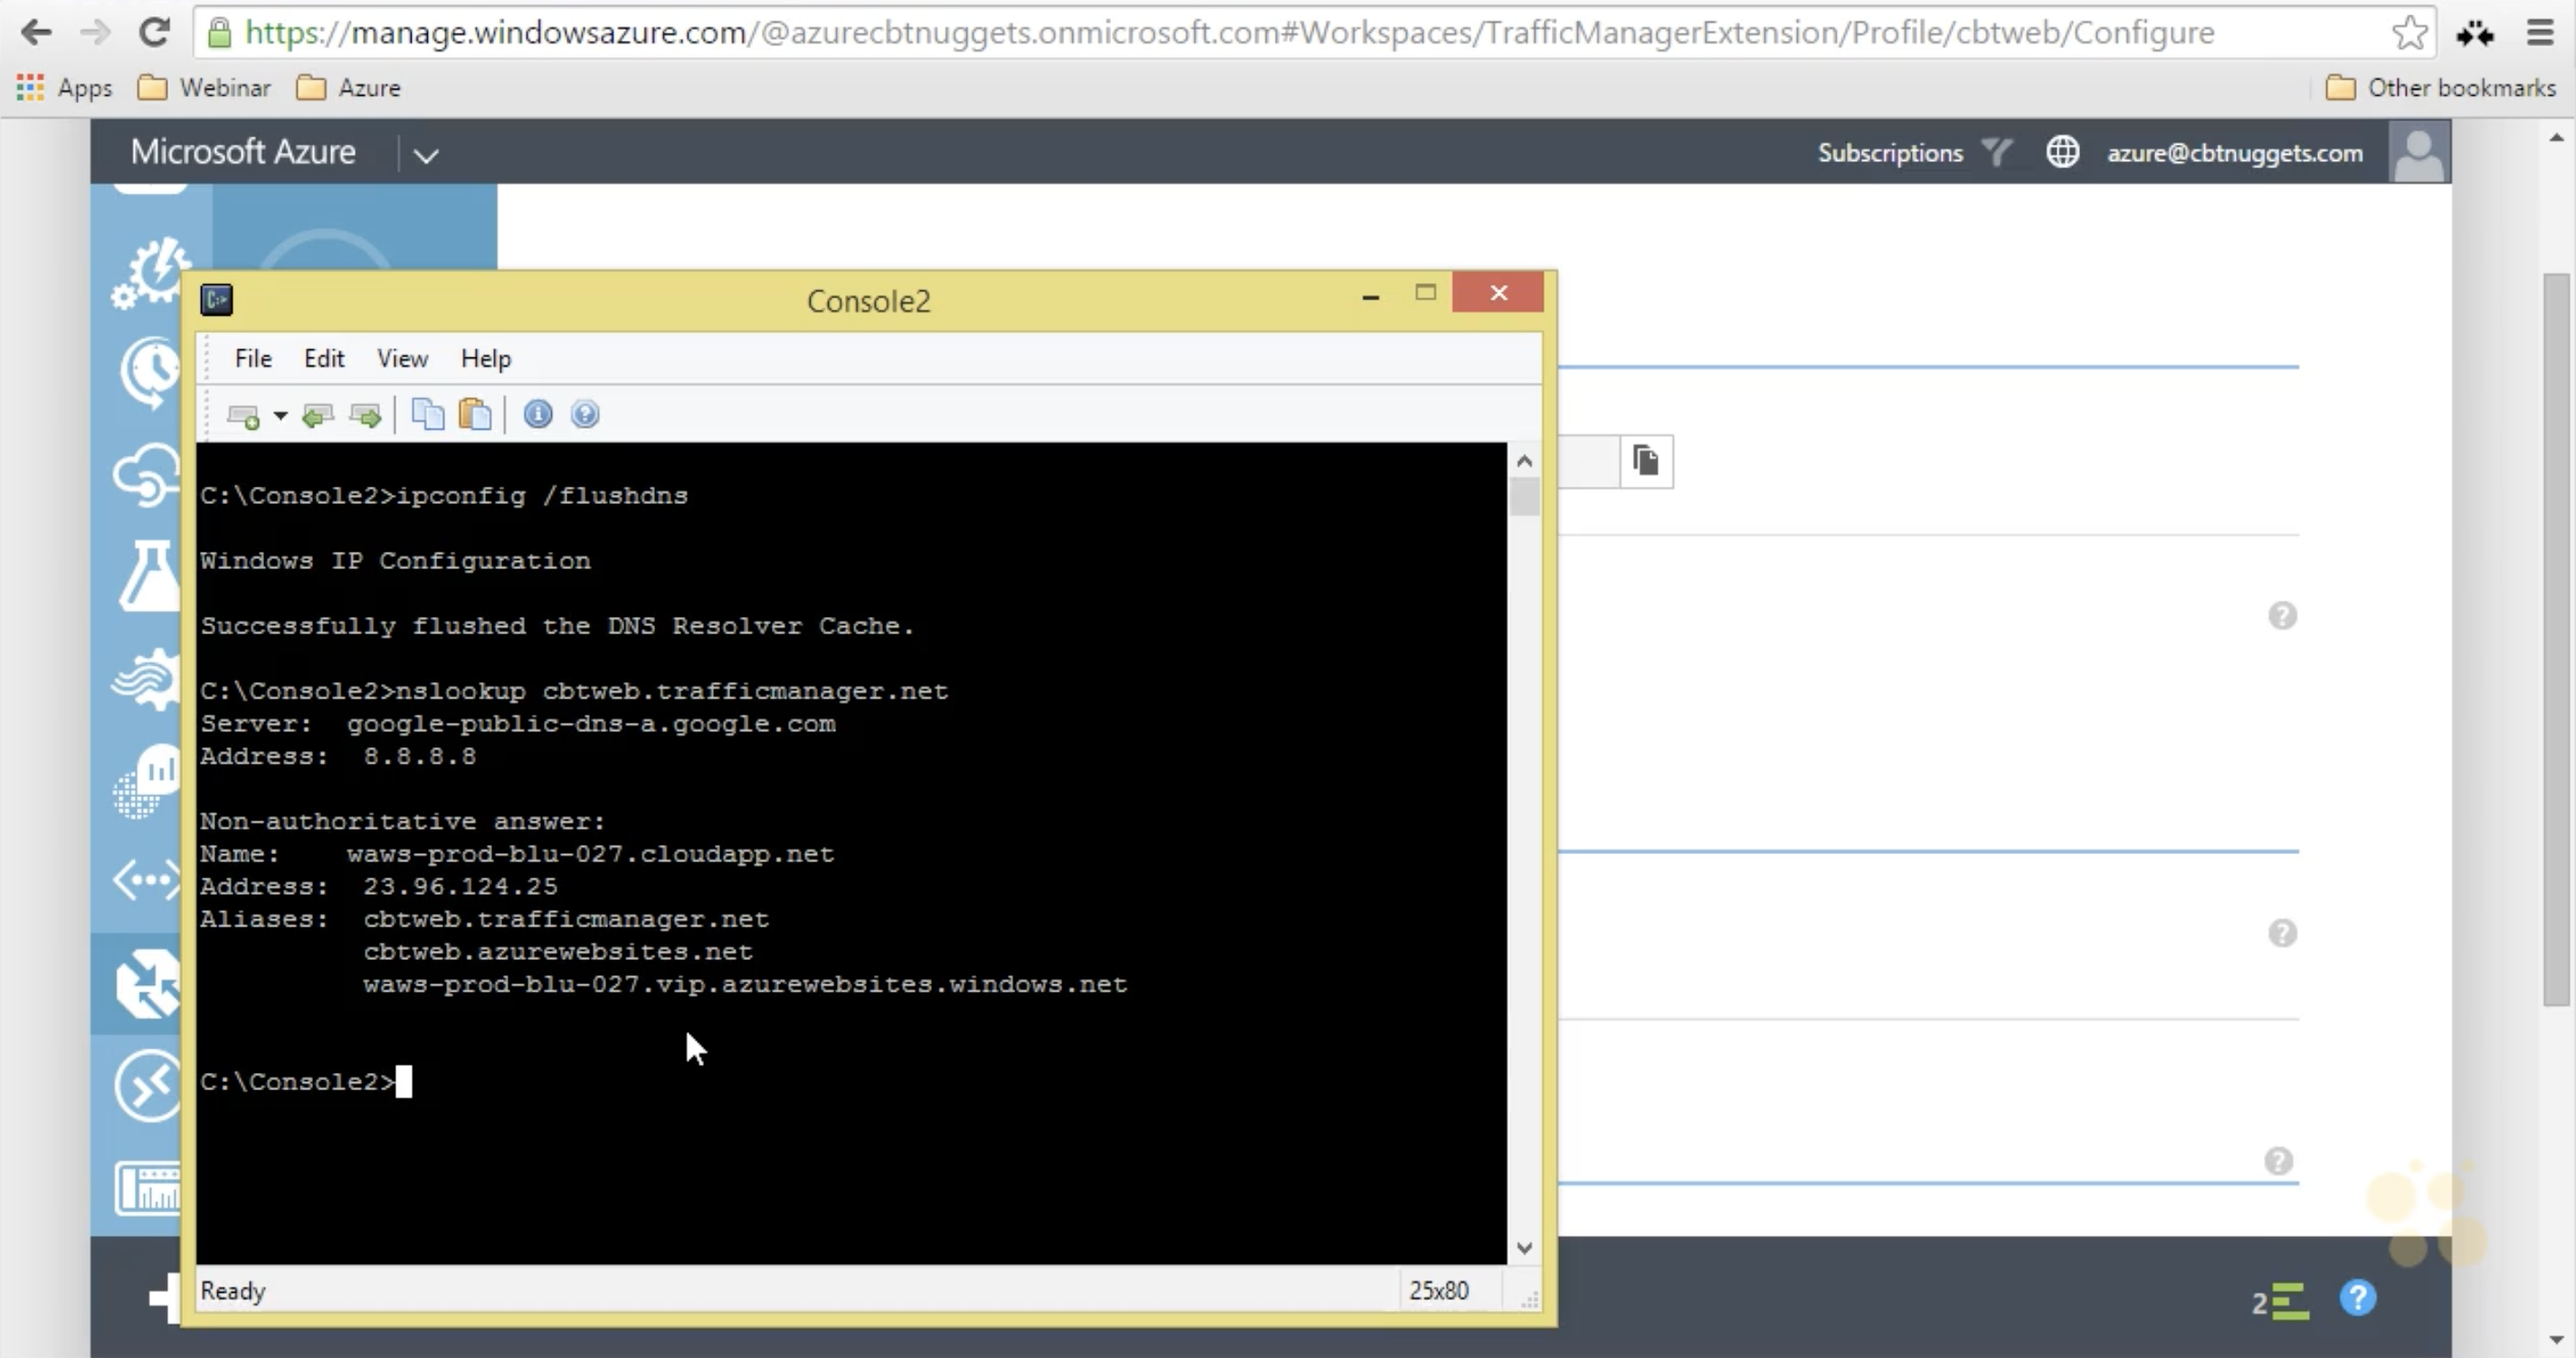 https://manage.windowsazure.com/@azurecbtnuggets.onmicrosoft.com#Workspaces/TrafficManagerExtension/Profile/cbtweb/Configure
Apps Webinar Azure Other bookmarks
Microsoft Azure Subscriptions azure@cbtnuggets.com
Console2
File Edit View Help
C:\Console2>ipconfig /flushdns
Windows IP Configuration
Successfully flushed the DNS Resolver Cache.
C:\Console2>nslookup cbtweb.trafficmanager.net
Server: google-public-dns-a.google.com
Address: 8.8.8.8
Non-authoritative answer:
Name: waws-prod-blu-027.cloudapp.net
Address: 23.96.124.25
Aliases: cbtweb.trafficmanager.net
cbtweb.azurewebsites.net
waws-prod-blu-027.vip.azurewebsites.windows.net
C:\Console2>
Ready 25x80
2